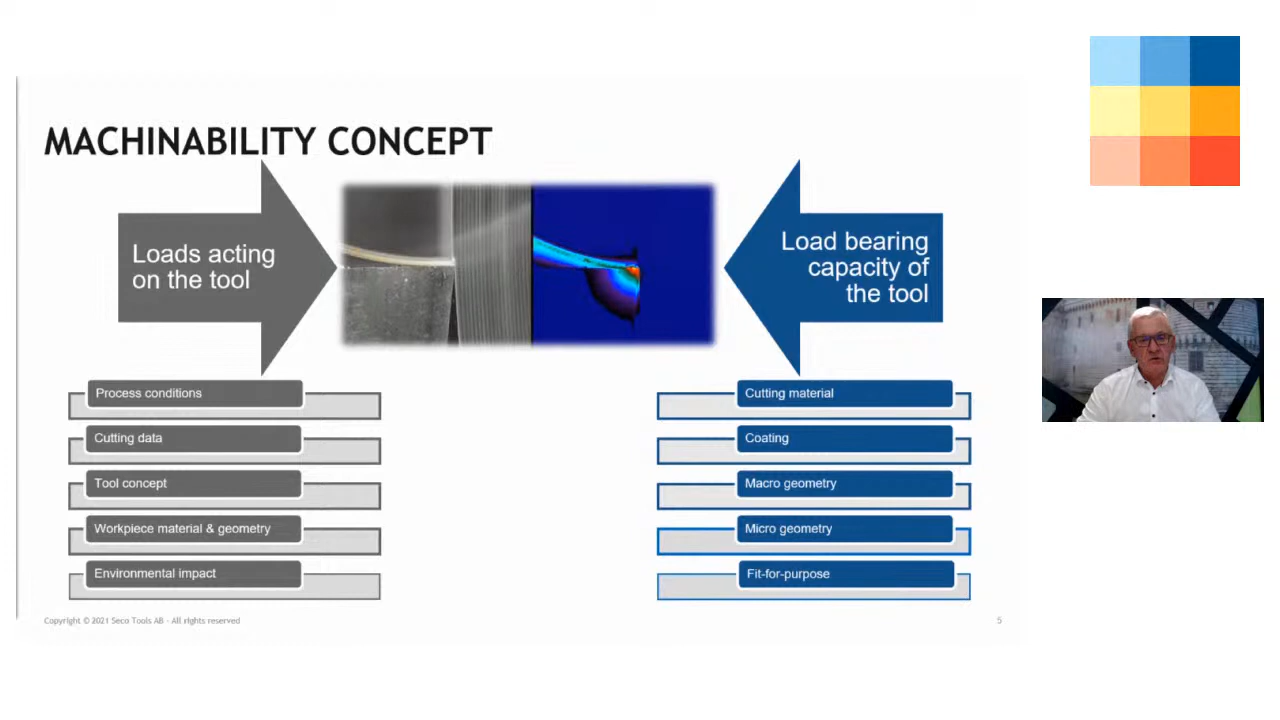 MACHINABILITY CONCEPT
Loads acting
on the tool
Load bearing
capacity of
the tool
Process conditions
Cutting data
Tool concept
Workpiece material & geometry
Environmental impact
Cutting material
Coating
Macro geometry
Micro geometry
Fit-for-purpose
Copyright © 2021 Seco Tools AB - All rights reserved
5